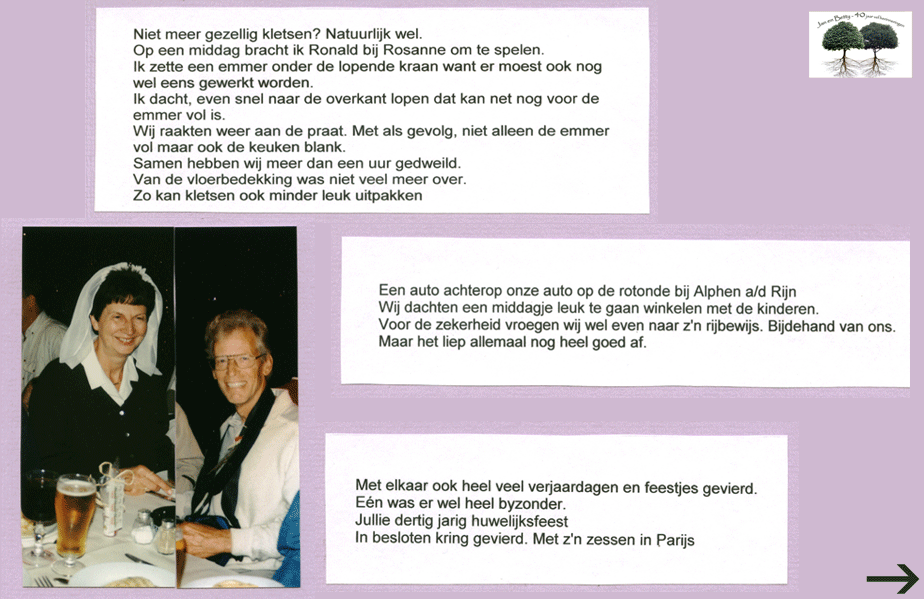 Jan en Betty - 40 jaar
Niet meer gezellig kletsen? Natuurlijk wel.
Op een middag bracht ik Ronald bij Rosanne om te spelen.
Ik zette een emmer onder de lopende kraan want er moest ook nog
wel eens gewerkt worden.
Ik dacht, even snel naar de overkant lopen dat kan net nog voor de
emmer vol is.
Wij raakten weer aan de praat. Met als gevolg, niet alleen de emmer
vol maar ook de keuken blank.
Samen hebben wij meer dan een uur gedweild.
Van de vloerbedekking was niet veel meer over.
Zo kan kletsen ook minder leuk uitpakken
Een auto achterop onze auto op de rotonde bij Alphen a/d Rijn
Wij dachten een middagje leuk te gaan winkelen met de kinderen.
Voor de zekerheid vroegen wij wel even naar z'n rijbewijs. Bijdehand van ons.
Maar het liep allemaal nog heel goed af.
Met elkaar ook heel veel verjaardagen en feestjes gevierd.
Eén was er wel heel byzonder.
Jullie dertig jarig huwelijksfeest
In besloten kring gevierd. Met z'n zessen in Parijs